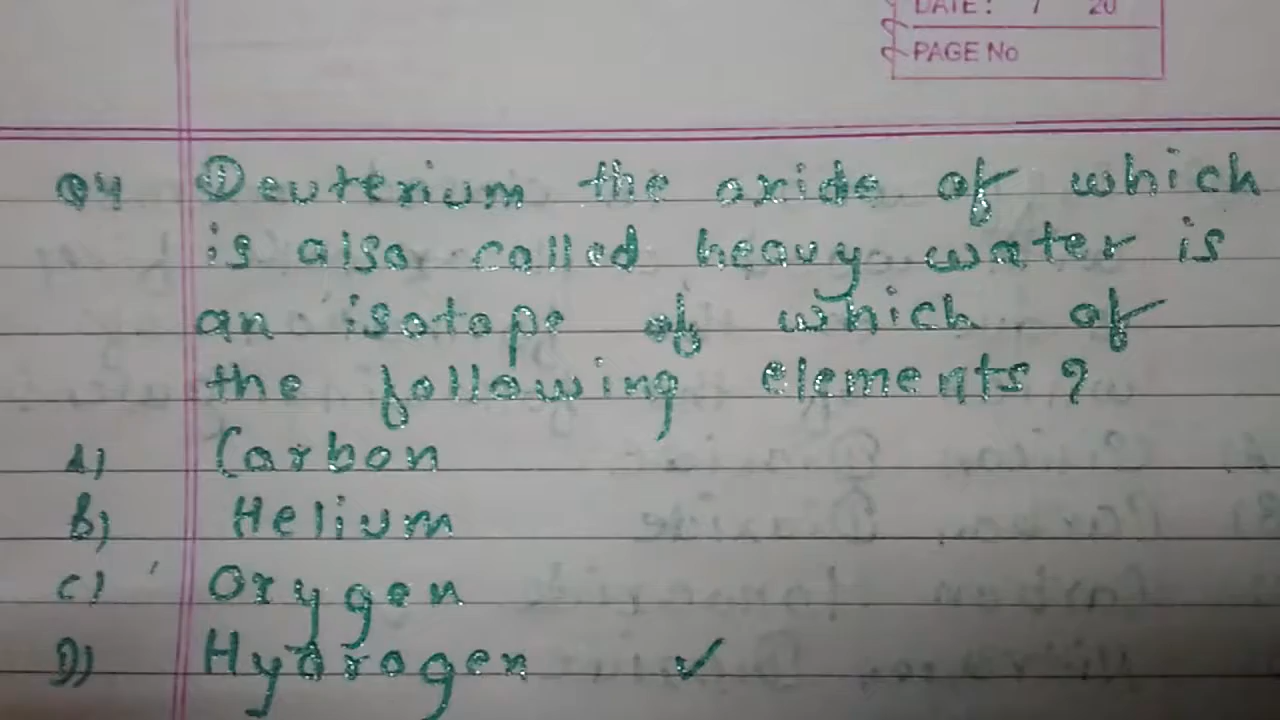 DATE: / 20
PAGE No
Q4 Deuterium the oxide of which
is also called heavy water is
an isotope of which of
the following elements?
A) Carbon
B) Helium
C) Oxygen
D) Hydrogen ✓